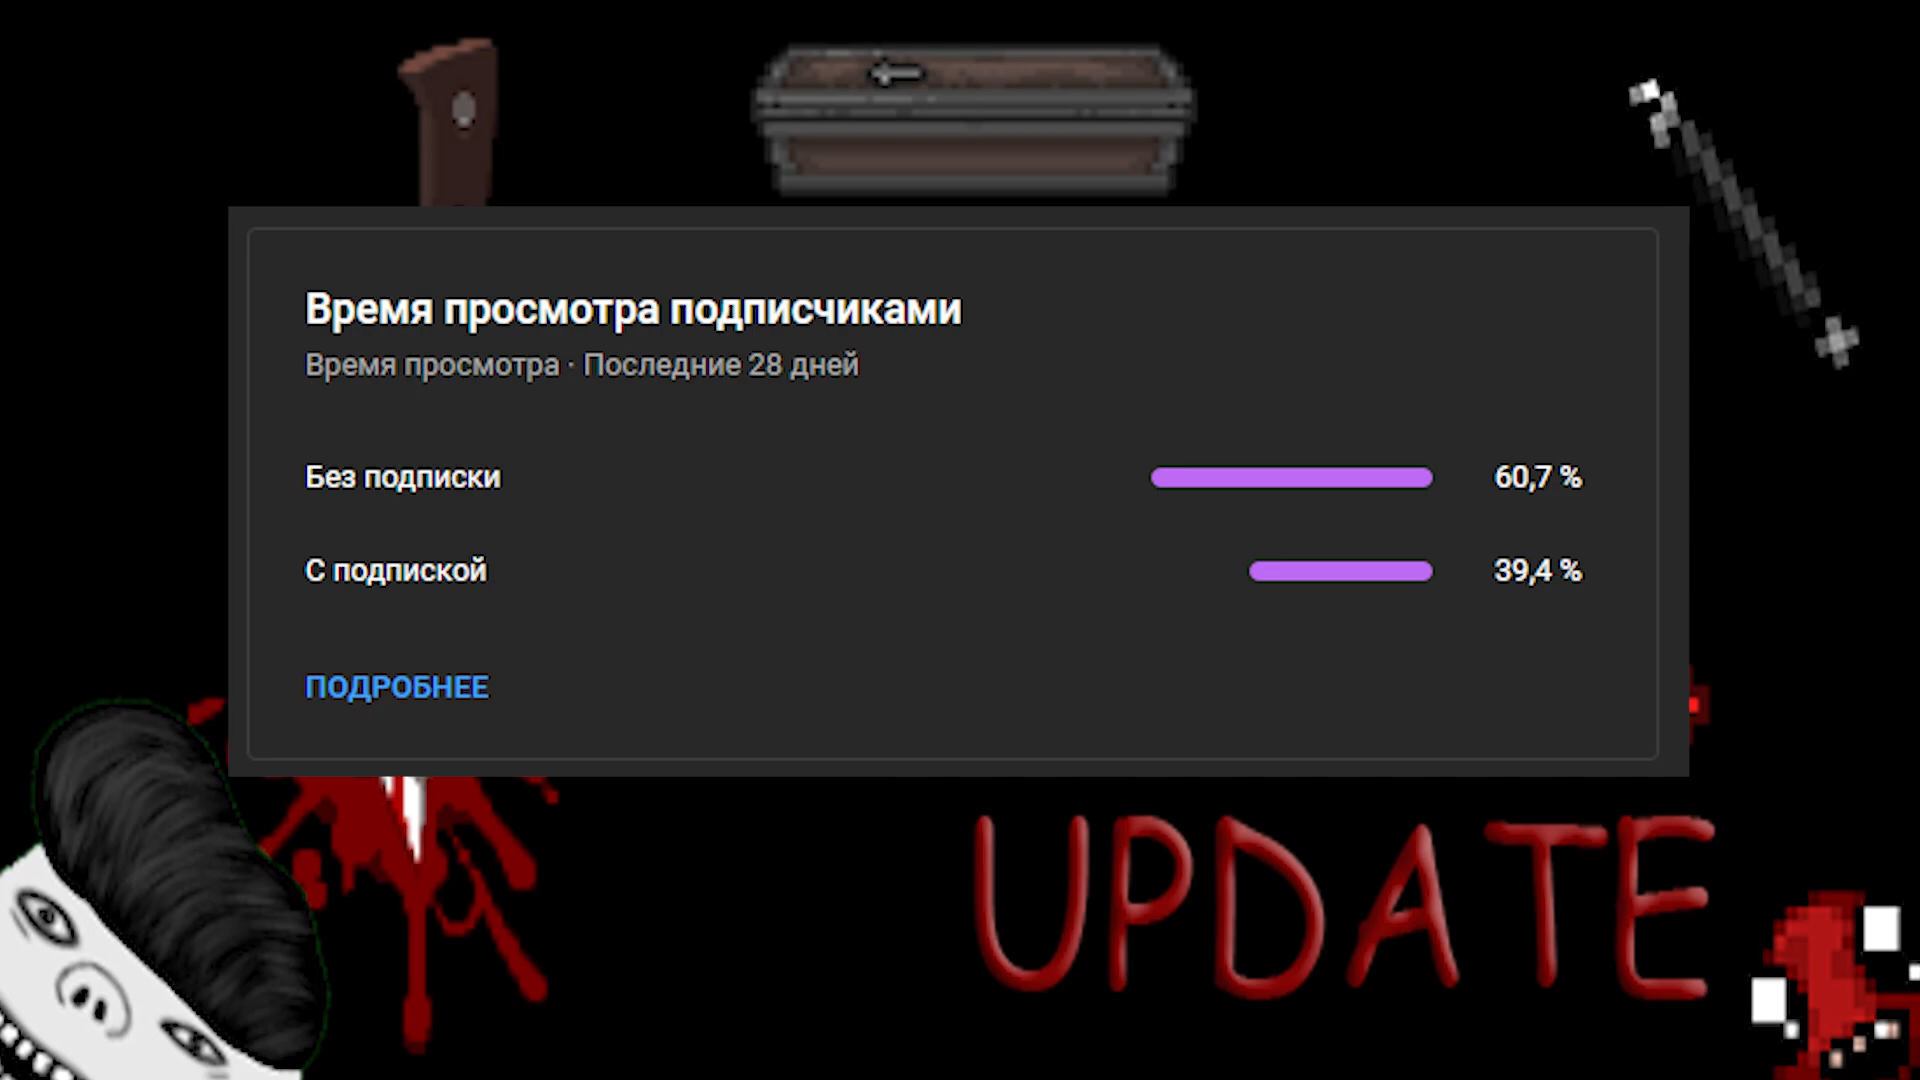 Время просмотра подписчиками
Время просмотра · Последние 28 дней
Без подписки 60,7 %
С подпиской 39,4 %
ПОДРОБНЕЕ
UPDATE